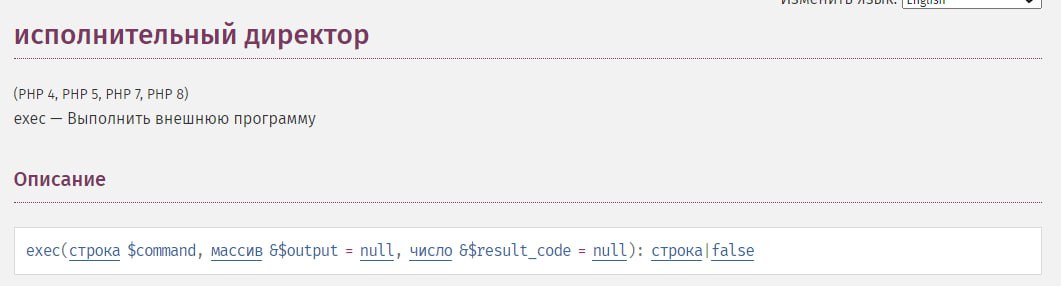 Изменить язык: English
исполнительный директор
(PHP 4, PHP 5, PHP 7, PHP 8)
exec — Выполнить внешнюю программу
Описание
exec(строка $command, массив &$output = null, число &$result_code = null): строка|false